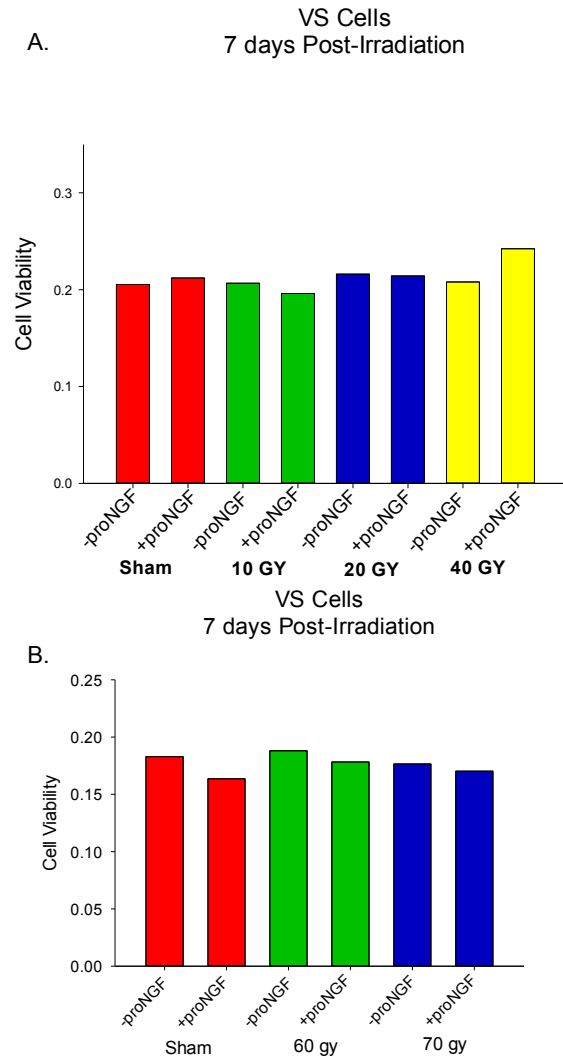 VS Cells
A.
7 days Post-Irradiation
Cell Viability
0.3
0.2
0.1
0.0
-proNGF +proNGF -proNGF +proNGF -proNGF +proNGF -proNGF +proNGF
Sham 10 GY 20 GY 40 GY
VS Cells
7 days Post-Irradiation
B.
Cell Viability
0.25
0.20
0.15
0.10
0.05
0.00
-proNGF +proNGF -proNGF +proNGF -proNGF +proNGF
Sham 60 gy 70 gy